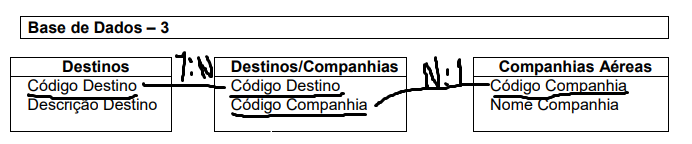 Base de Dados – 3
Destinos
Código Destino
Descrição Destino
1:N
Destinos/Companhias
Código Destino
Código Companhia
N:1
Companhias Aéreas
Código Companhia
Nome Companhia